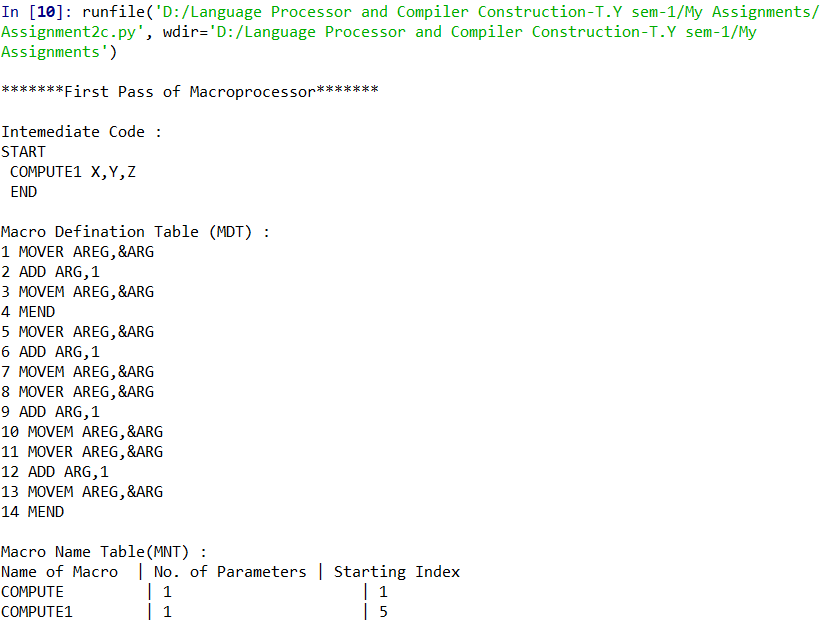 In [10]: runfile('D:/Language Processor and Compiler Construction-T.Y sem-1/My Assignments/
Assignment2c.py', wdir='D:/Language Processor and Compiler Construction-T.Y sem-1/My
Assignments')
*******First Pass of Macroprocessor*******
Intemediate Code :
START
COMPUTE1 X,Y,Z
END
Macro Defination Table (MDT) :
1 MOVER AREG,&ARG
2 ADD ARG,1
3 MOVEM AREG,&ARG
4 MEND
5 MOVER AREG,&ARG
6 ADD ARG,1
7 MOVEM AREG,&ARG
8 MOVER AREG,&ARG
9 ADD ARG,1
10 MOVEM AREG,&ARG
11 MOVER AREG,&ARG
12 ADD ARG,1
13 MOVEM AREG,&ARG
14 MEND
Macro Name Table(MNT) :
Name of Macro | No. of Parameters | Starting Index
COMPUTE | 1 | 1
COMPUTE1 | 1 | 5